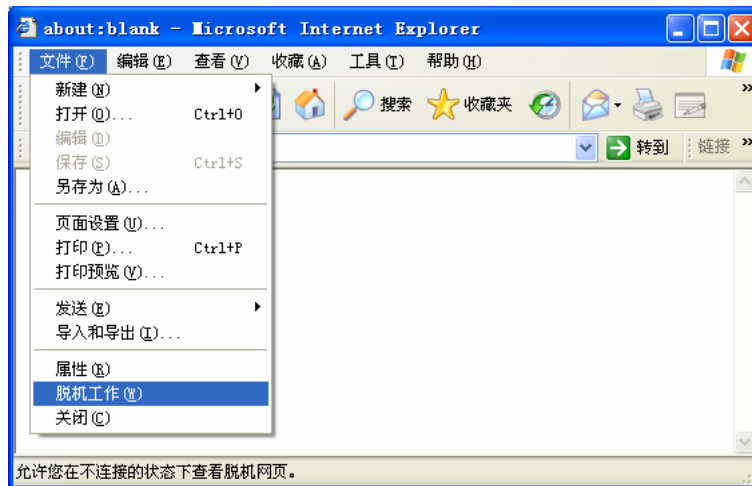 about:blank - Microsoft Internet Explorer
文件(F) 编辑(E) 查看(V) 收藏(A) 工具(T) 帮助(H)
新建(N)
搜索 收藏夹 »
打开(O)... Ctrl+O
编辑(D)
转到 链接 »
保存(S) Ctrl+S
另存为(A)...
页面设置(U)...
打印(P)... Ctrl+P
打印预览(V)...
发送(E)
导入和导出(I)...
属性(R)
脱机工作(W)
关闭(C)
允许您在不连接的状态下查看脱机网页。